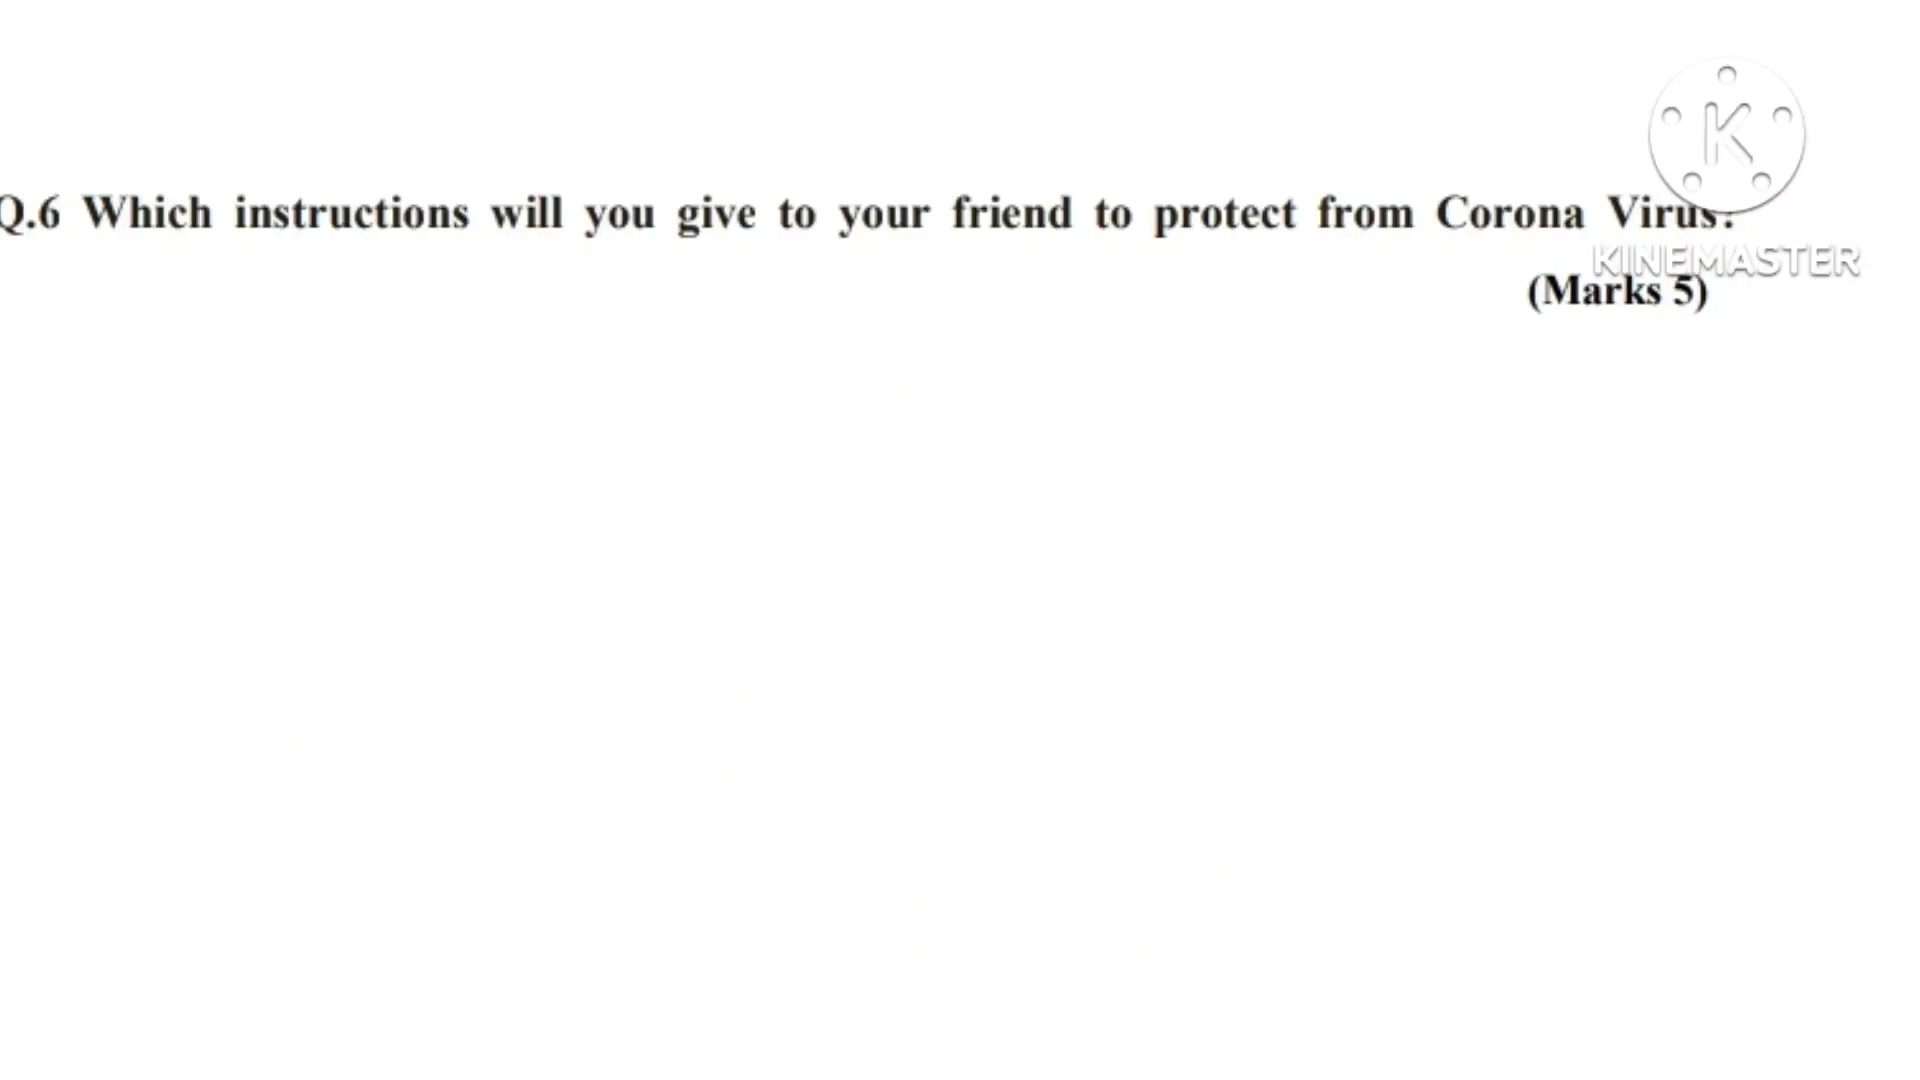 Q.6 Which instructions will you give to your friend to protect from Corona Virus?
KINEMASTER
(Marks 5)